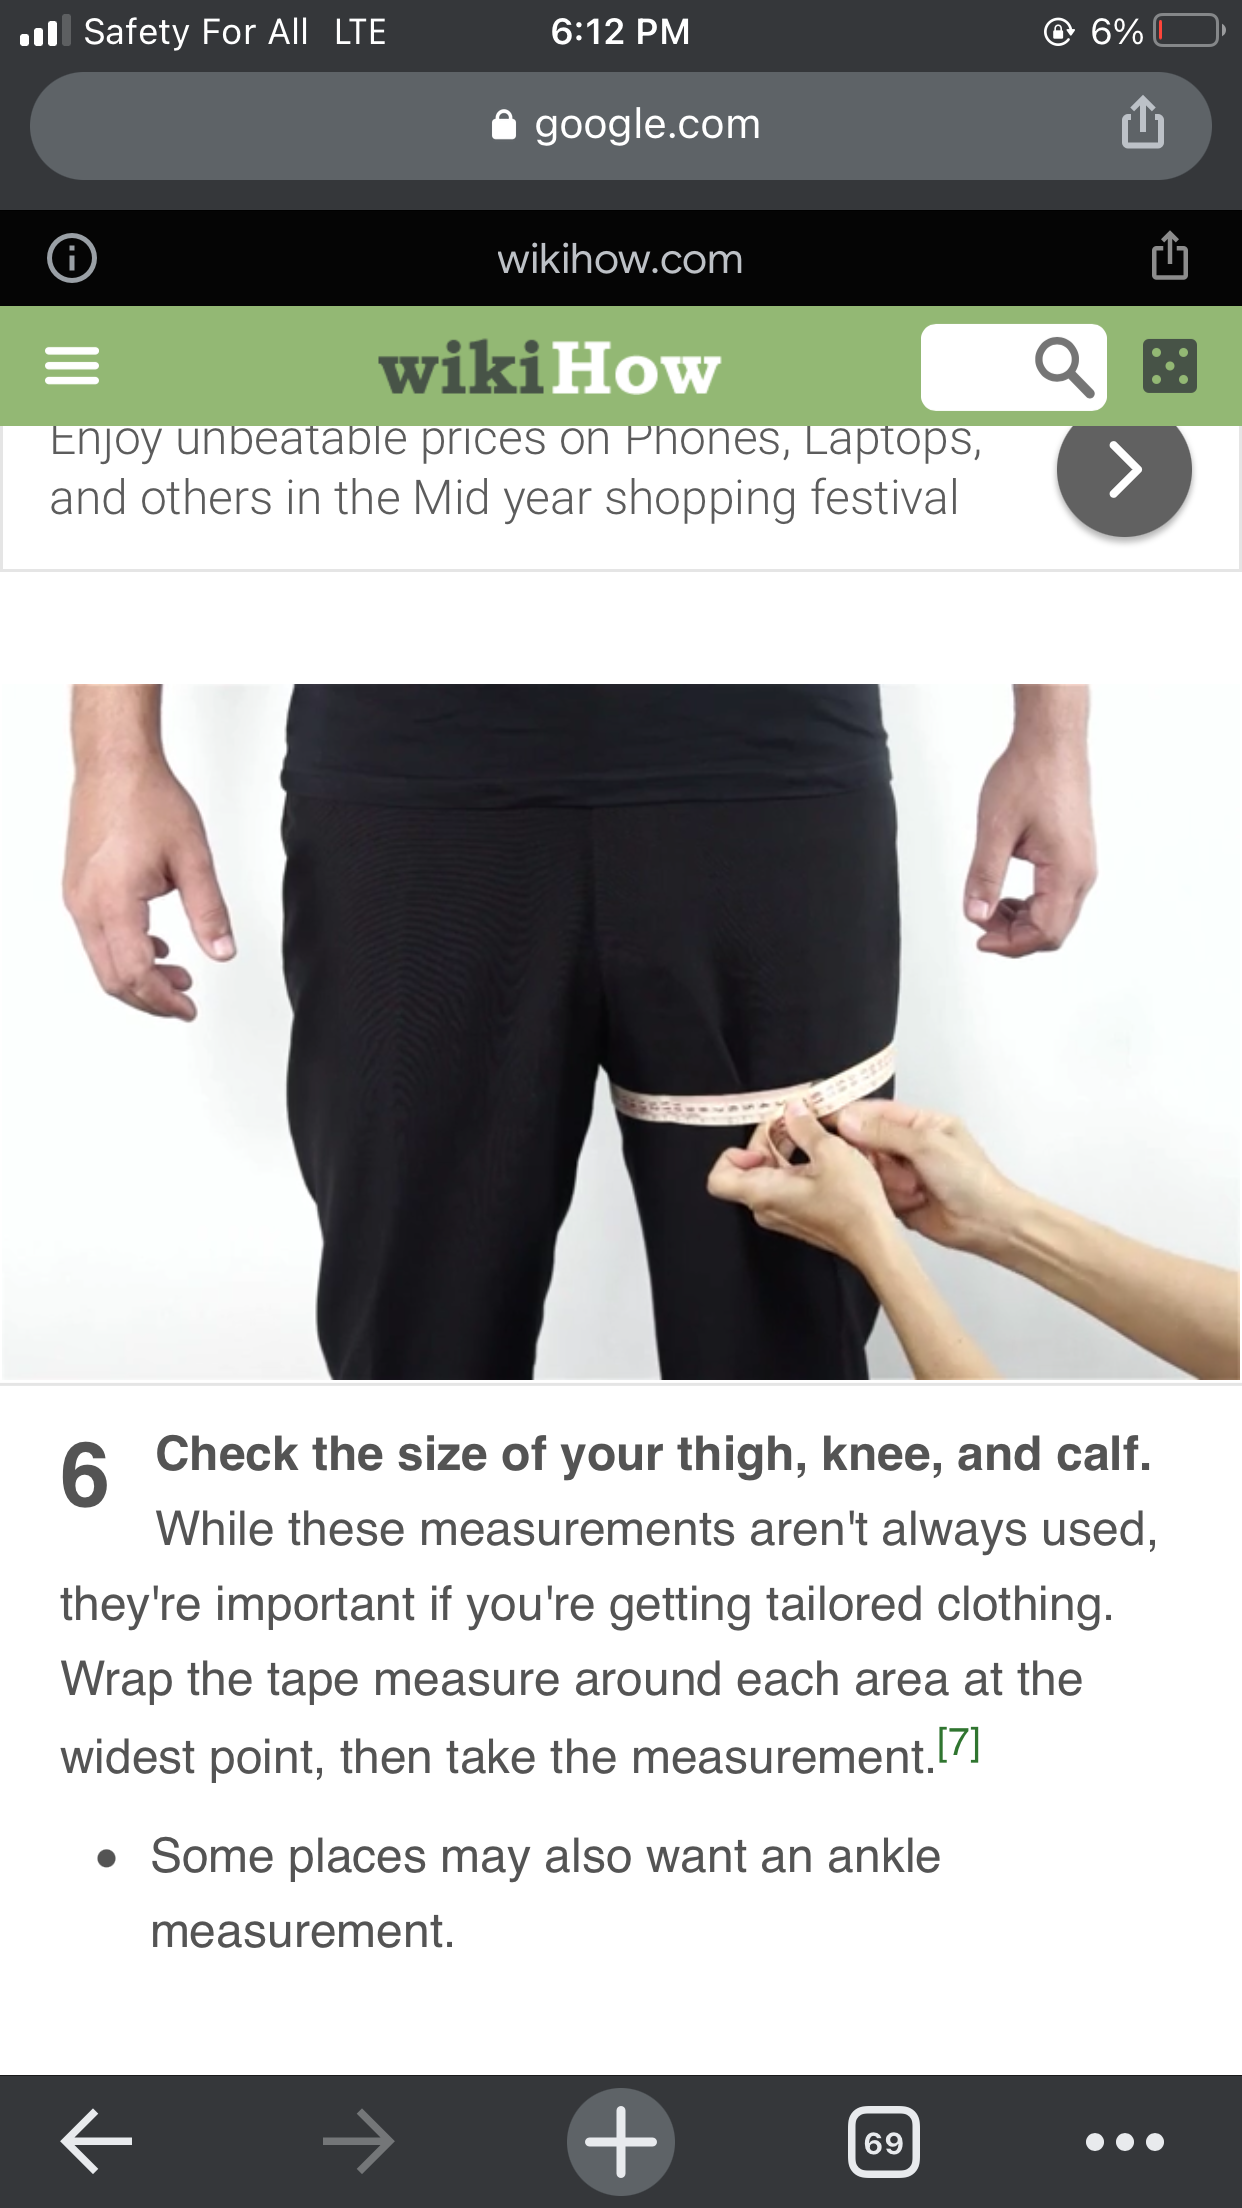 Safety For All LTE 6:12 PM 6%
google.com
wikihow.com
wikiHow
Enjoy unbeatable prices on Phones, Laptops,
and others in the Mid year shopping festival
6 Check the size of your thigh, knee, and calf.
While these measurements aren't always used,
they're important if you're getting tailored clothing.
Wrap the tape measure around each area at the
widest point, then take the measurement.[7]
• Some places may also want an ankle
measurement.
69